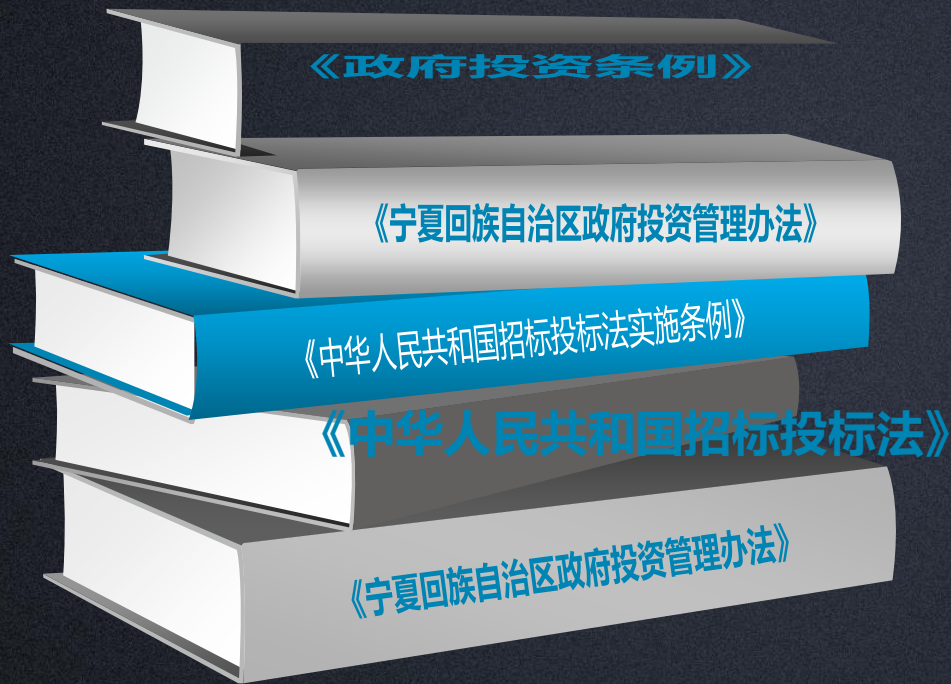 《政府投资条例》
《宁夏回族自治区政府投资管理办法》
《中华人民共和国招标投标法实施条例》
《中华人民共和国招标投标法》
《宁夏回族自治区政府投资管理办法》